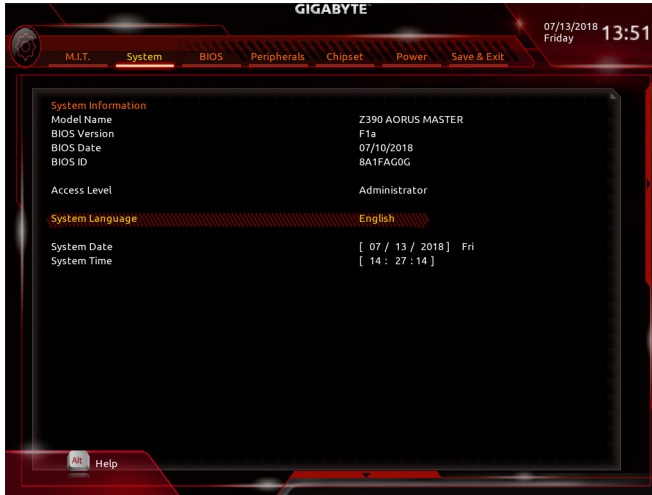 GIGABYTE
07/13/2018 Friday 13:51
M.I.T. System BIOS Peripherals Chipset Power Save & Exit
System Information
Model Name Z390 AORUS MASTER
BIOS Version F1a
BIOS Date 07/10/2018
BIOS ID 8A1FAG0G
Access Level Administrator
System Language English
System Date [ 07 / 13 / 2018 ] Fri
System Time [ 14 : 27 : 14 ]
Alt Help